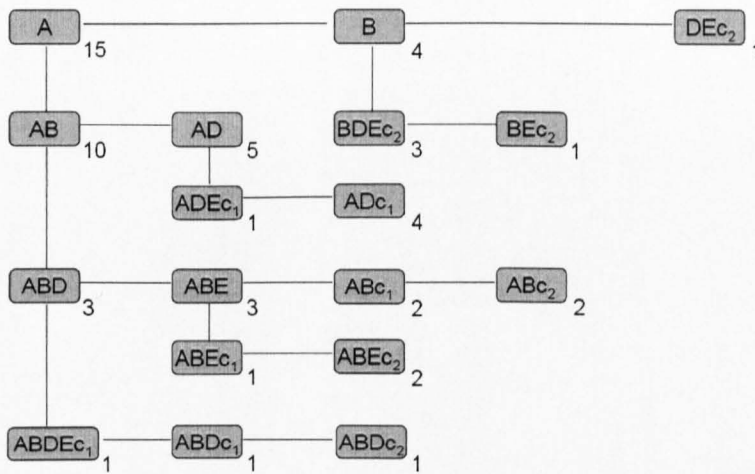 A B DEc₂
15 4 1
AB AD BDEc₂ BEc₂
10 5 3 1
ADEc₁ ADc₁
1 4
ABD ABE ABc₁ ABc₂
3 3 2 2
ABEc₁ ABEc₂
1 2
ABDEc₁ ABDc₁ ABDc₂
1 1 1